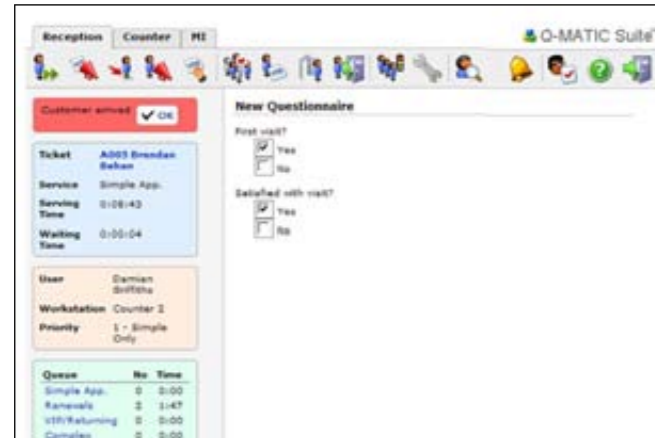 Reception Counter MI
Q-MATIC Suite
Customer arrived OK
New Questionnaire
First visit?
Yes
No
Satisfied with visit?
Yes
No
Ticket A005 Brendan
Behan
Service Simple App.
Serving 0:08:43
Time
Waiting 0:00:04
Time
User Damian
Griffiths
Workstation Counter 2
Priority 1 - Simple
Only
Queue No Time
Simple App. 0 0:00
Renewals 2 1:47
VIP/Returning 0 0:00
Complex 0 0:00